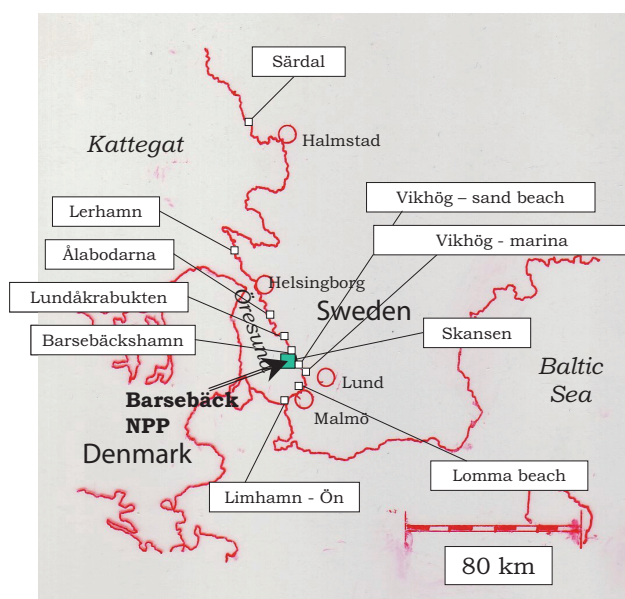 Särdal
Kattegat
Halmstad
Vikhög – sand beach
Lerhamn
Vikhög - marina
Ålabodarna
Helsingborg
Lundåkrabukten
Öresund
Sweden
Barsebäckshamn
Skansen
Baltic
Sea
Lund
Barsebäck
NPP
Malmö
Denmark
Lomma beach
Limhamn - Ön
80 km